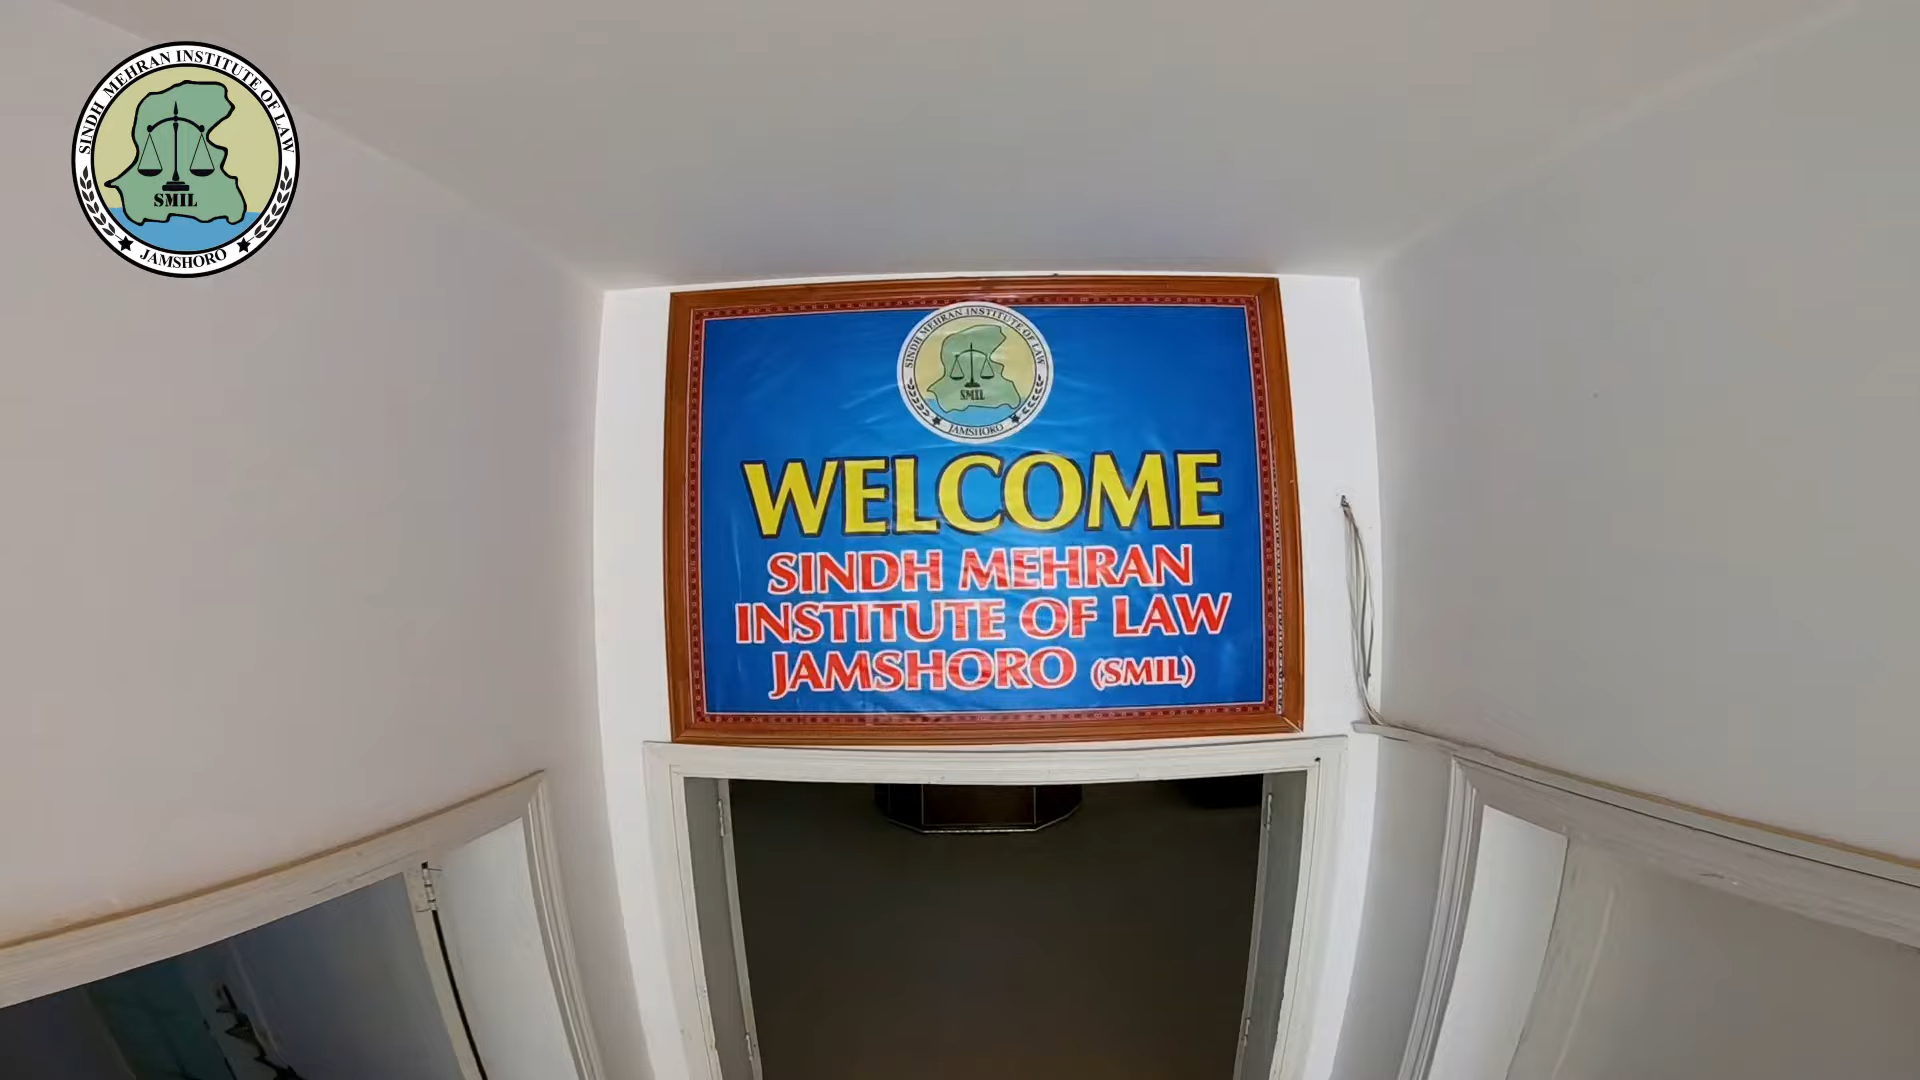 SINDH MEHRAN INSTITUTE OF LAW
SMIL
JAMSHORO
SINDH MEHRAN INSTITUTE OF LAW
SMIL
JAMSHORO
WELCOME
SINDH MEHRAN
INSTITUTE OF LAW
JAMSHORO (SMIL)